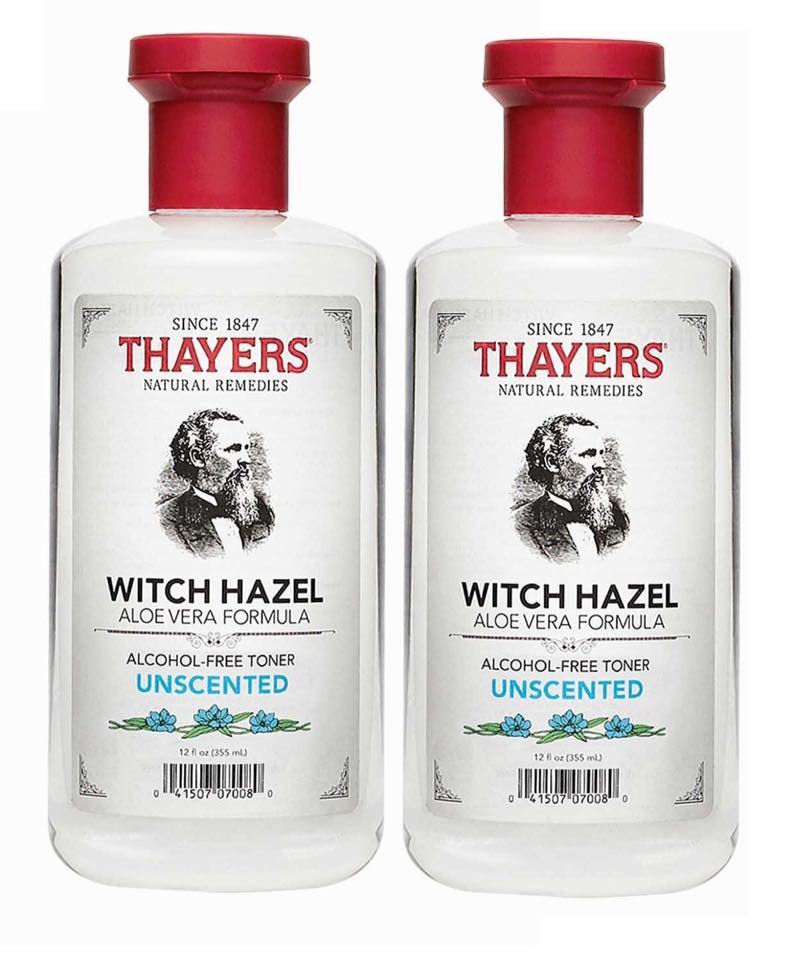 SINCE 1847
THAYERS®
NATURAL REMEDIES
WITCH HAZEL
ALOE VERA FORMULA
ALCOHOL-FREE TONER
UNSCENTED
12 fl oz (355 mL)
0 41507 07008 0
SINCE 1847
THAYERS®
NATURAL REMEDIES
WITCH HAZEL
ALOE VERA FORMULA
ALCOHOL-FREE TONER
UNSCENTED
12 fl oz (355 mL)
0 41507 07008 0